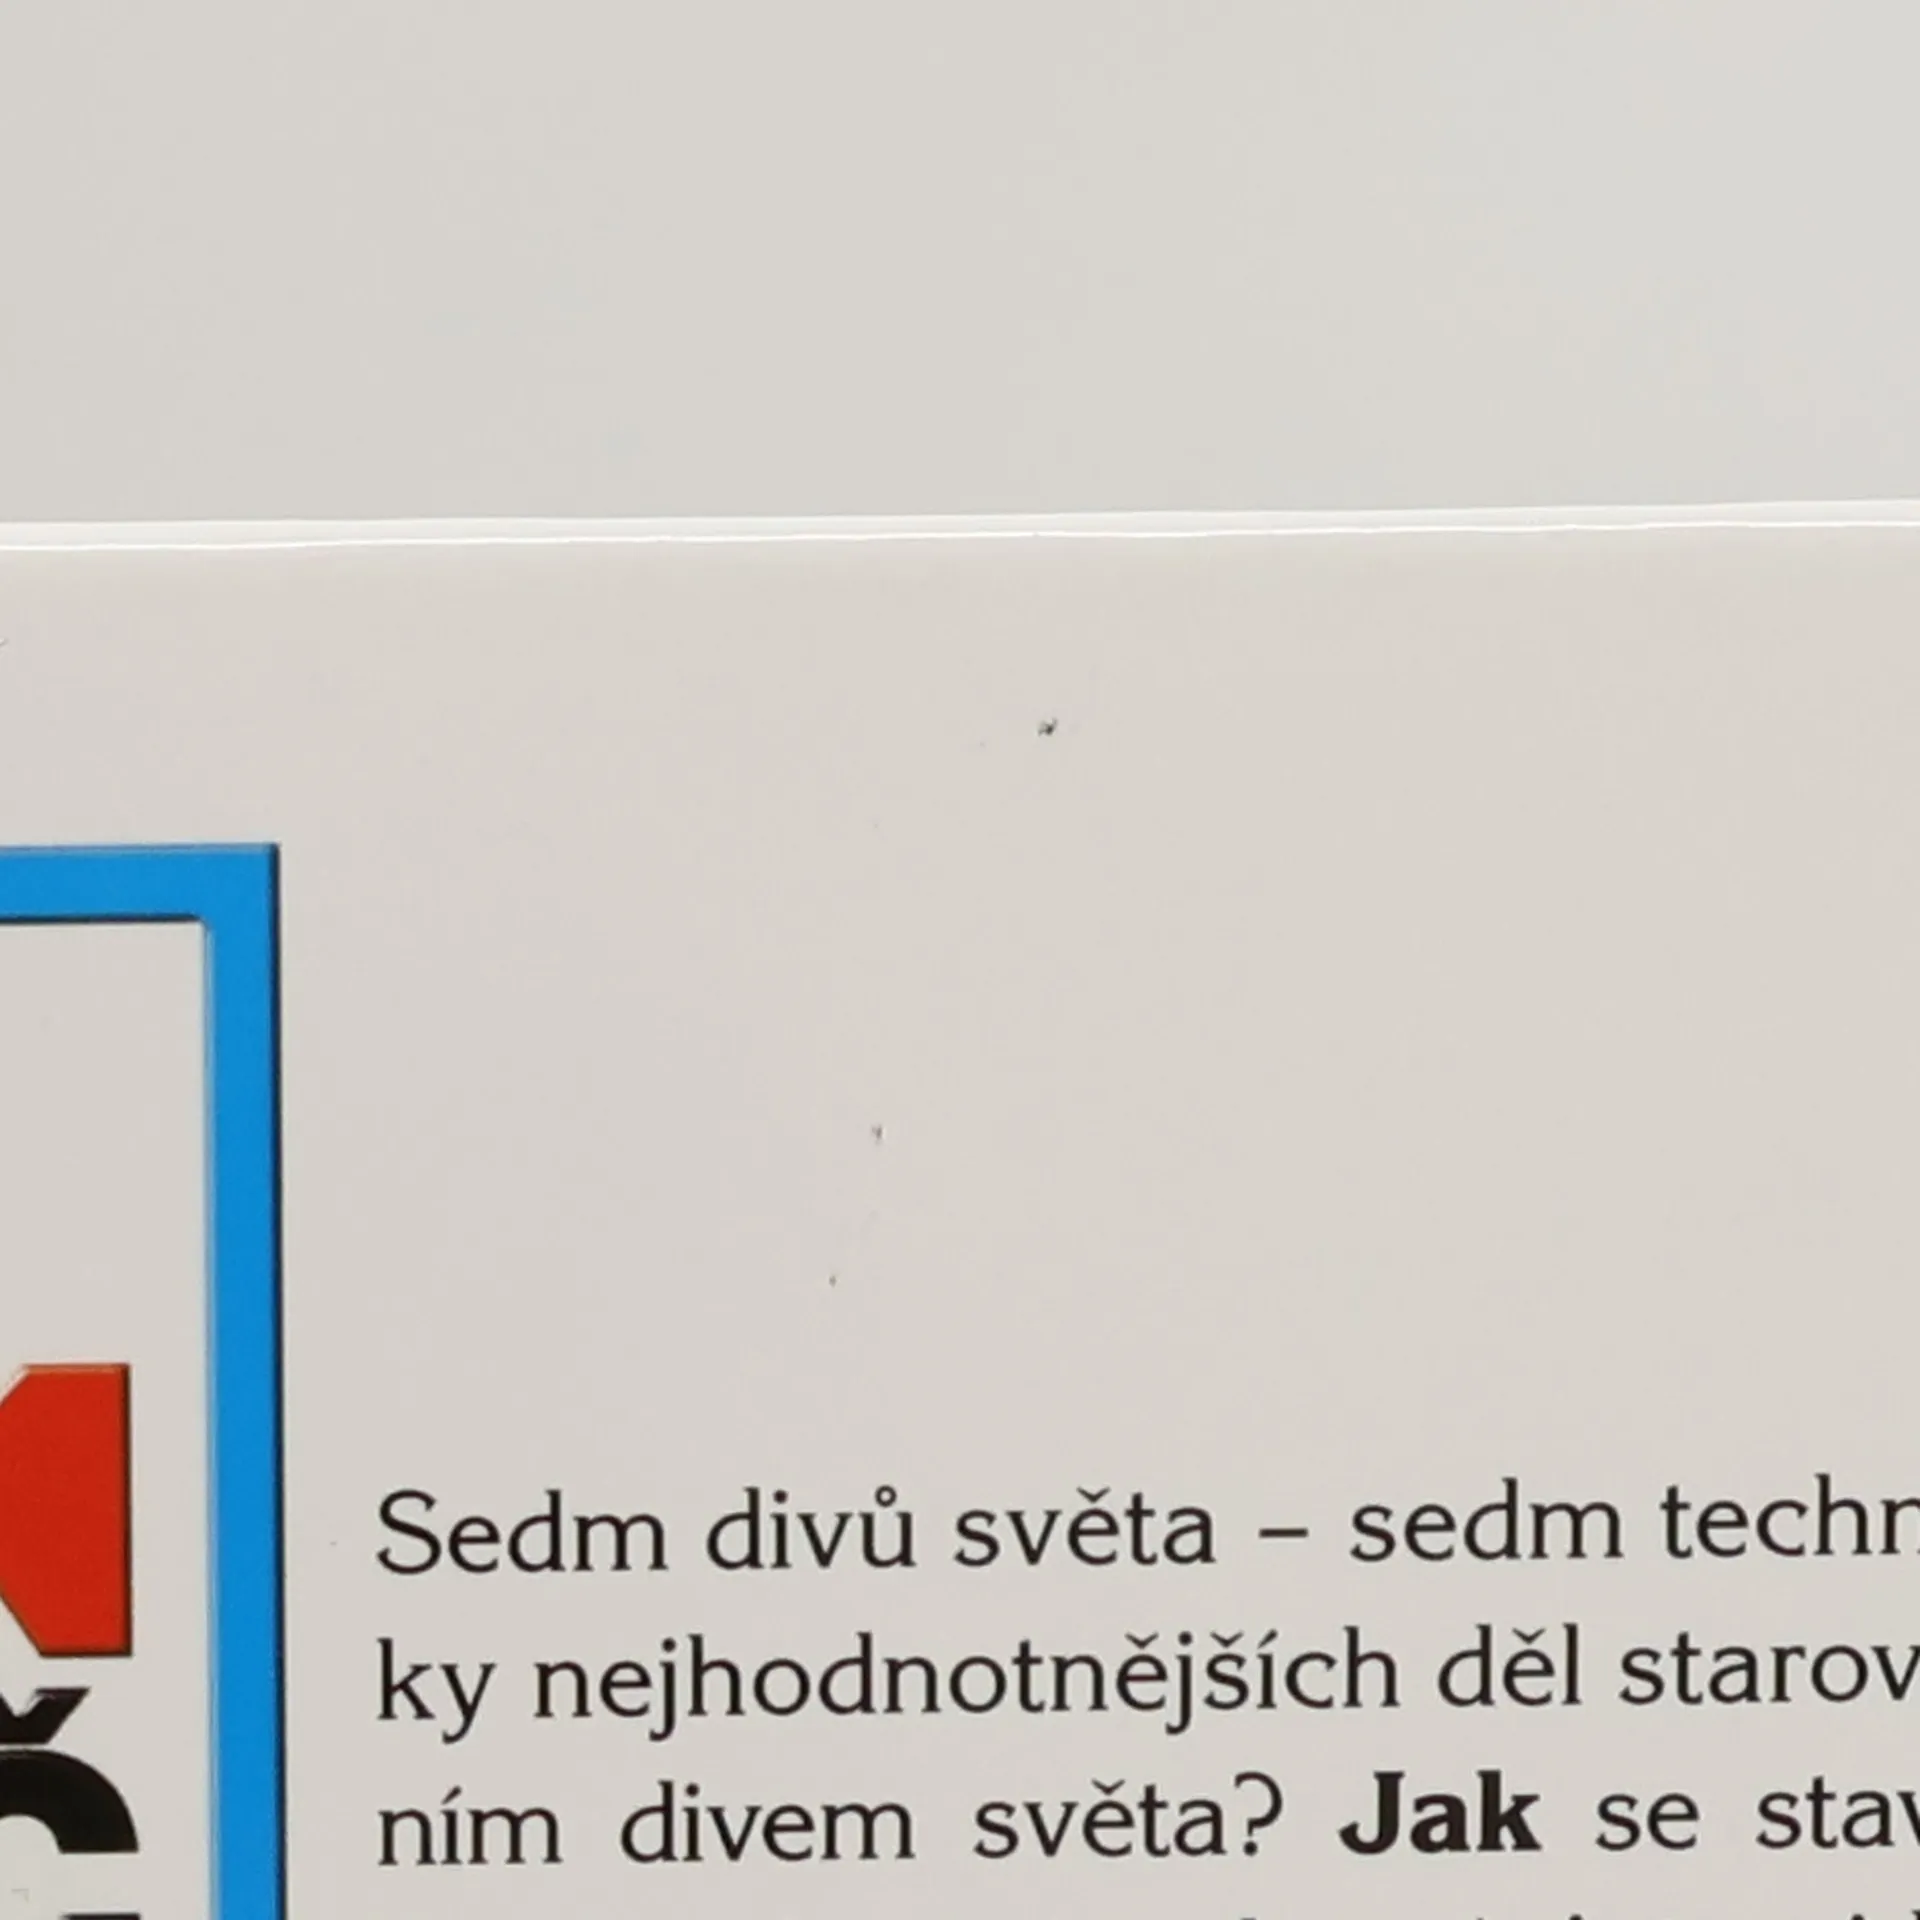 Sedm divů světa – sedm techn
ky nejhodnotnějších děl starov
ním divem světa? Jak se stav